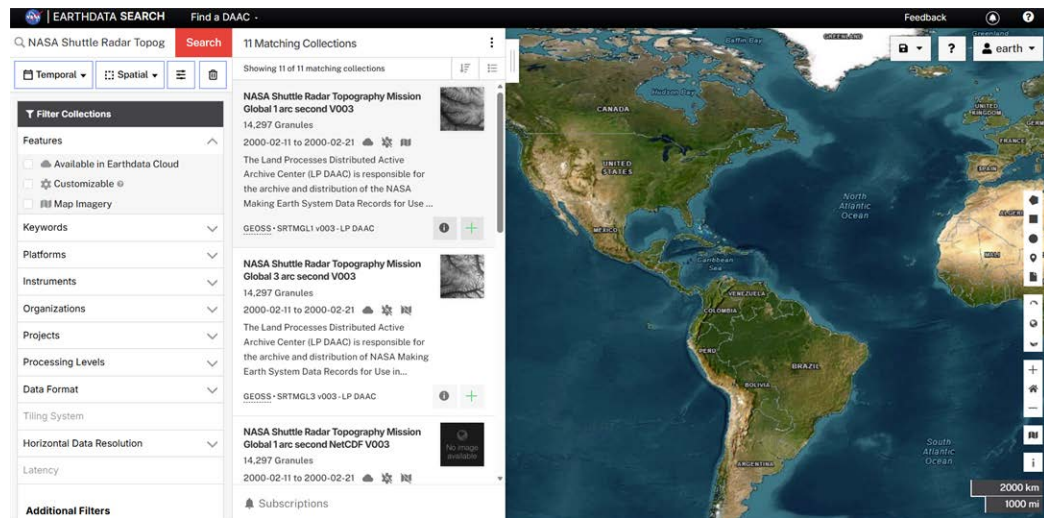 EARTHDATA SEARCH
Find a DAAC
Feedback
NASA Shuttle Radar Topog
Search
Temporal
Spatial
Filter Collections
Features
Available in Earthdata Cloud
Customizable
Map Imagery
Keywords
Platforms
Instruments
Organizations
Projects
Processing Levels
Data Format
Tiling System
Horizontal Data Resolution
Latency
Additional Filters
11 Matching Collections
Showing 11 of 11 matching collections
NASA Shuttle Radar Topography Mission
Global 1 arc second V003
14,297 Granules
2000-02-11 to 2000-02-21
The Land Processes Distributed Active
Archive Center (LP DAAC) is responsible for
the archive and distribution of the NASA
Making Earth System Data Records for Use ...
GEOSS • SRTMGL1 v003 - LP DAAC
NASA Shuttle Radar Topography Mission
Global 3 arc second V003
14,297 Granules
2000-02-11 to 2000-02-21
The Land Processes Distributed Active
Archive Center (LP DAAC) is responsible for
the archive and distribution of NASA Making
Earth System Data Records for Use in...
GEOSS • SRTMGL3 v003 - LP DAAC
NASA Shuttle Radar Topography Mission
Global 1 arc second NetCDF V003
No image
available
14,297 Granules
2000-02-11 to 2000-02-21
Subscriptions
earth
Baffin Bay
GREENLAND
Greenland
Hudson Bay
CANADA
UNITED
KINGDOM
FRANCE
SPAIN
UNITED
STATES
North
Atlantic
Ocean
MEXICO
MALI
Caribbean
Sea
VENEZUELA
COLOMBIA
PERU
BRAZIL
BOLIVIA
ARGENTINA
South
Atlantic
Ocean
2000 km
1000 mi